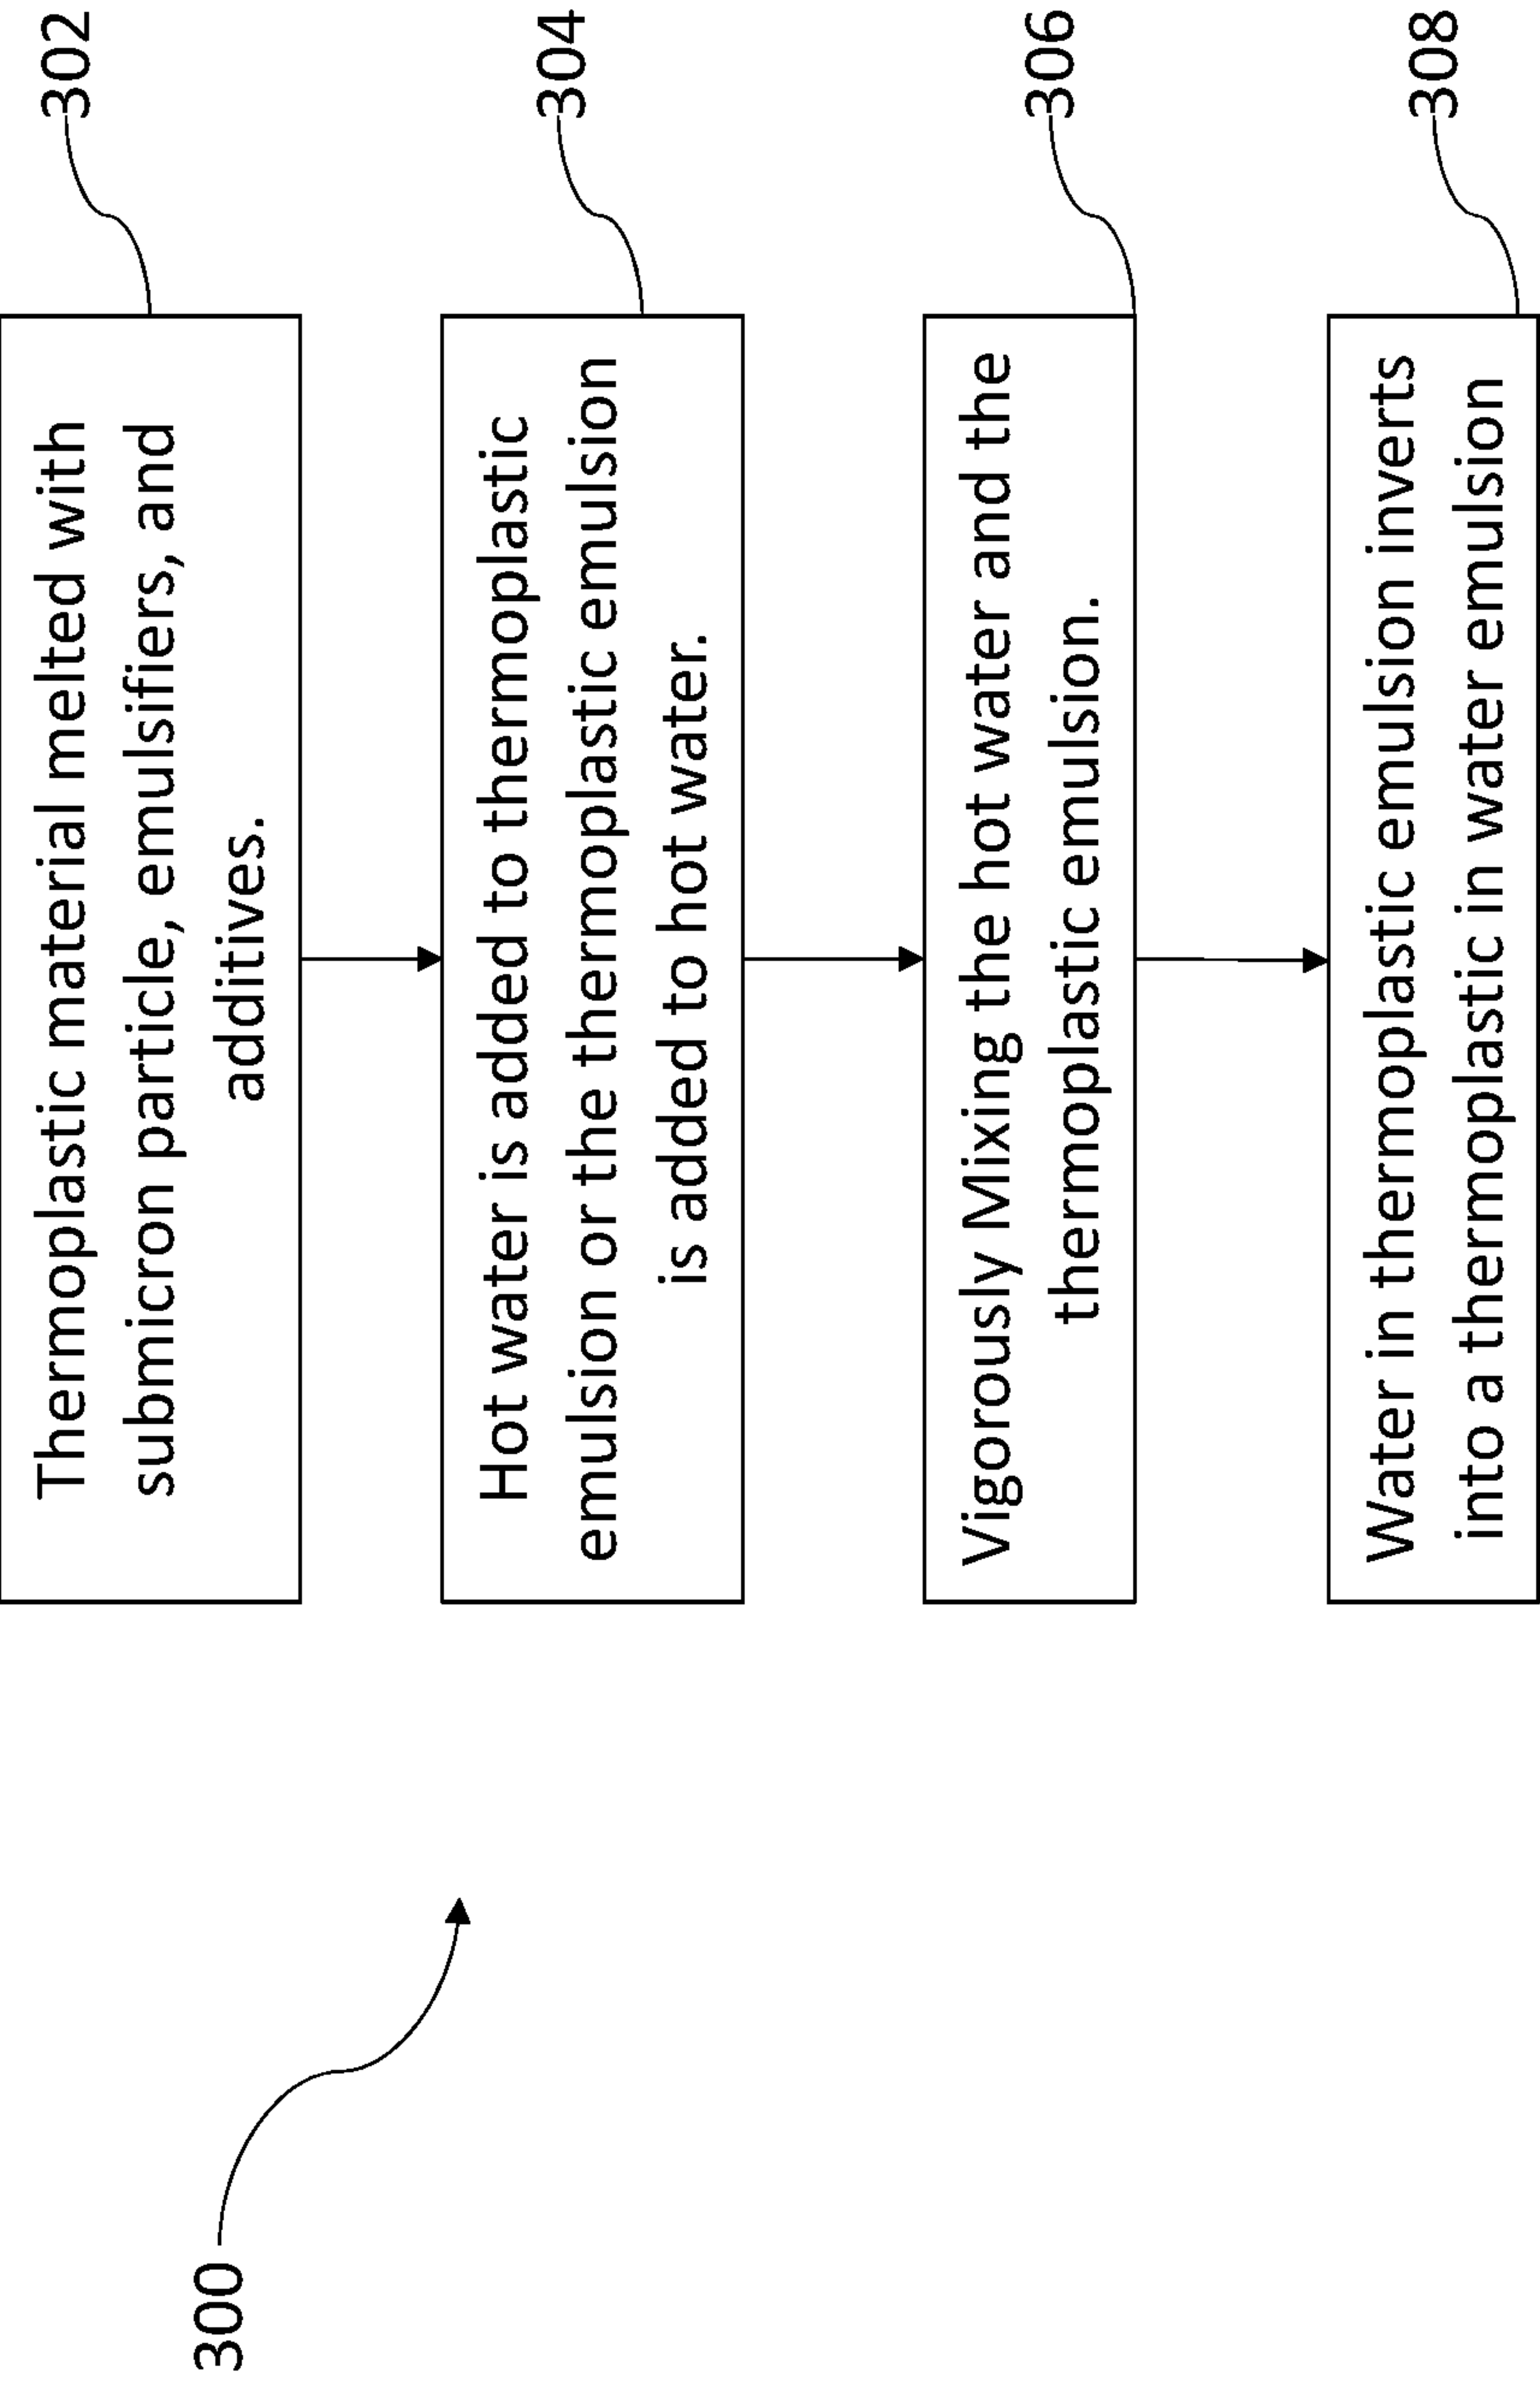 300
302
Thermoplastic material melted with
submicron particle, emulsifiers, and
additives.
304
Hot water is added to thermoplastic
emulsion or the thermoplastic emulsion
is added to hot water.
306
Vigorously Mixing the hot water and the
thermoplastic emulsion.
308
Water in thermoplastic emulsion inverts
into a thermoplastic in water emulsion